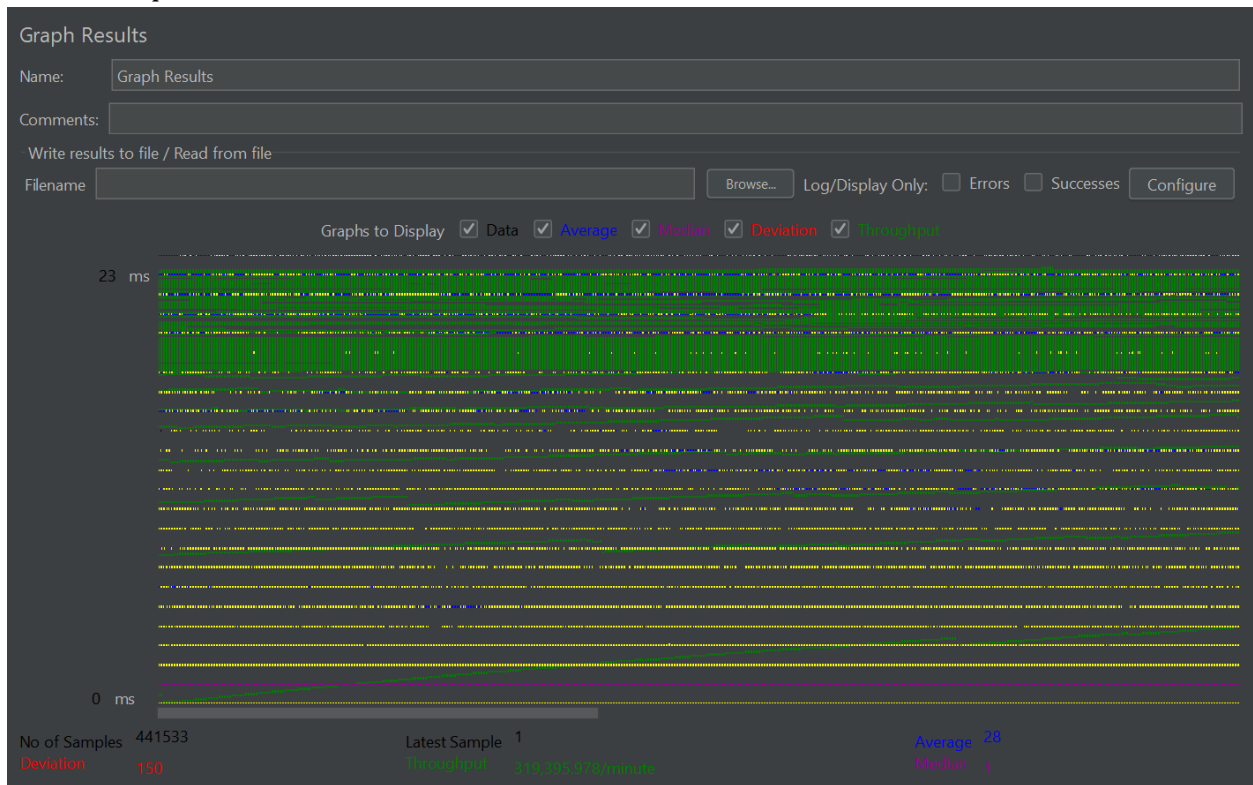 Graph Results
Name: Graph Results
Comments:
Write results to file / Read from file
Filename Browse... Log/Display Only: Errors Successes Configure
Graphs to Display Data Average Median Deviation Throughput
23 ms
0 ms
No of Samples 441533 Latest Sample 1 Average 28
Deviation 150 Throughput 319,395.978/minute Median